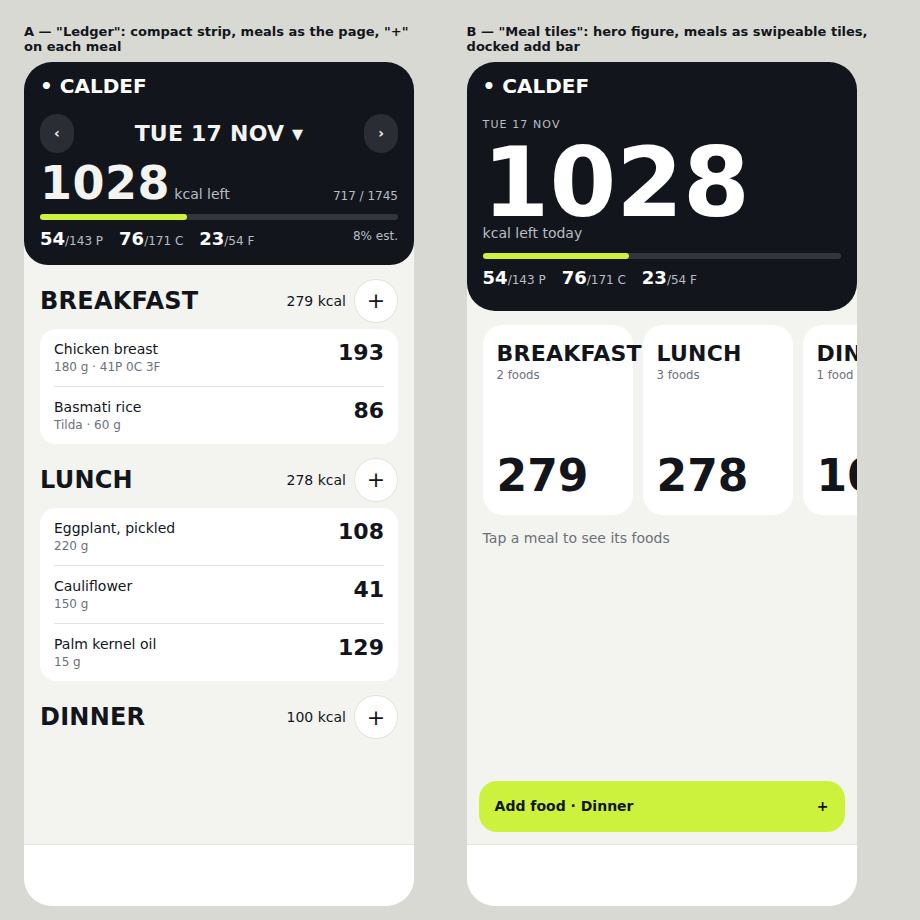 A — "Ledger": compact strip, meals as the page, "+"
on each meal
• CALDEF
‹
TUE 17 NOV ▾
›
1028 kcal left
717 / 1745
54/143 P 76/171 C 23/54 F
8% est.
BREAKFAST
279 kcal
+
Chicken breast
193
180 g · 41P 0C 3F
Basmati rice
86
Tilda · 60 g
LUNCH
278 kcal
+
Eggplant, pickled
108
220 g
Cauliflower
41
150 g
Palm kernel oil
129
15 g
DINNER
100 kcal
+
B — "Meal tiles": hero figure, meals as swipeable tiles,
docked add bar
• CALDEF
TUE 17 NOV
1028
kcal left today
54/143 P 76/171 C 23/54 F
BREAKFAST
2 foods
279
LUNCH
3 foods
278
DIN
1 food
10
Tap a meal to see its foods
Add food · Dinner
+